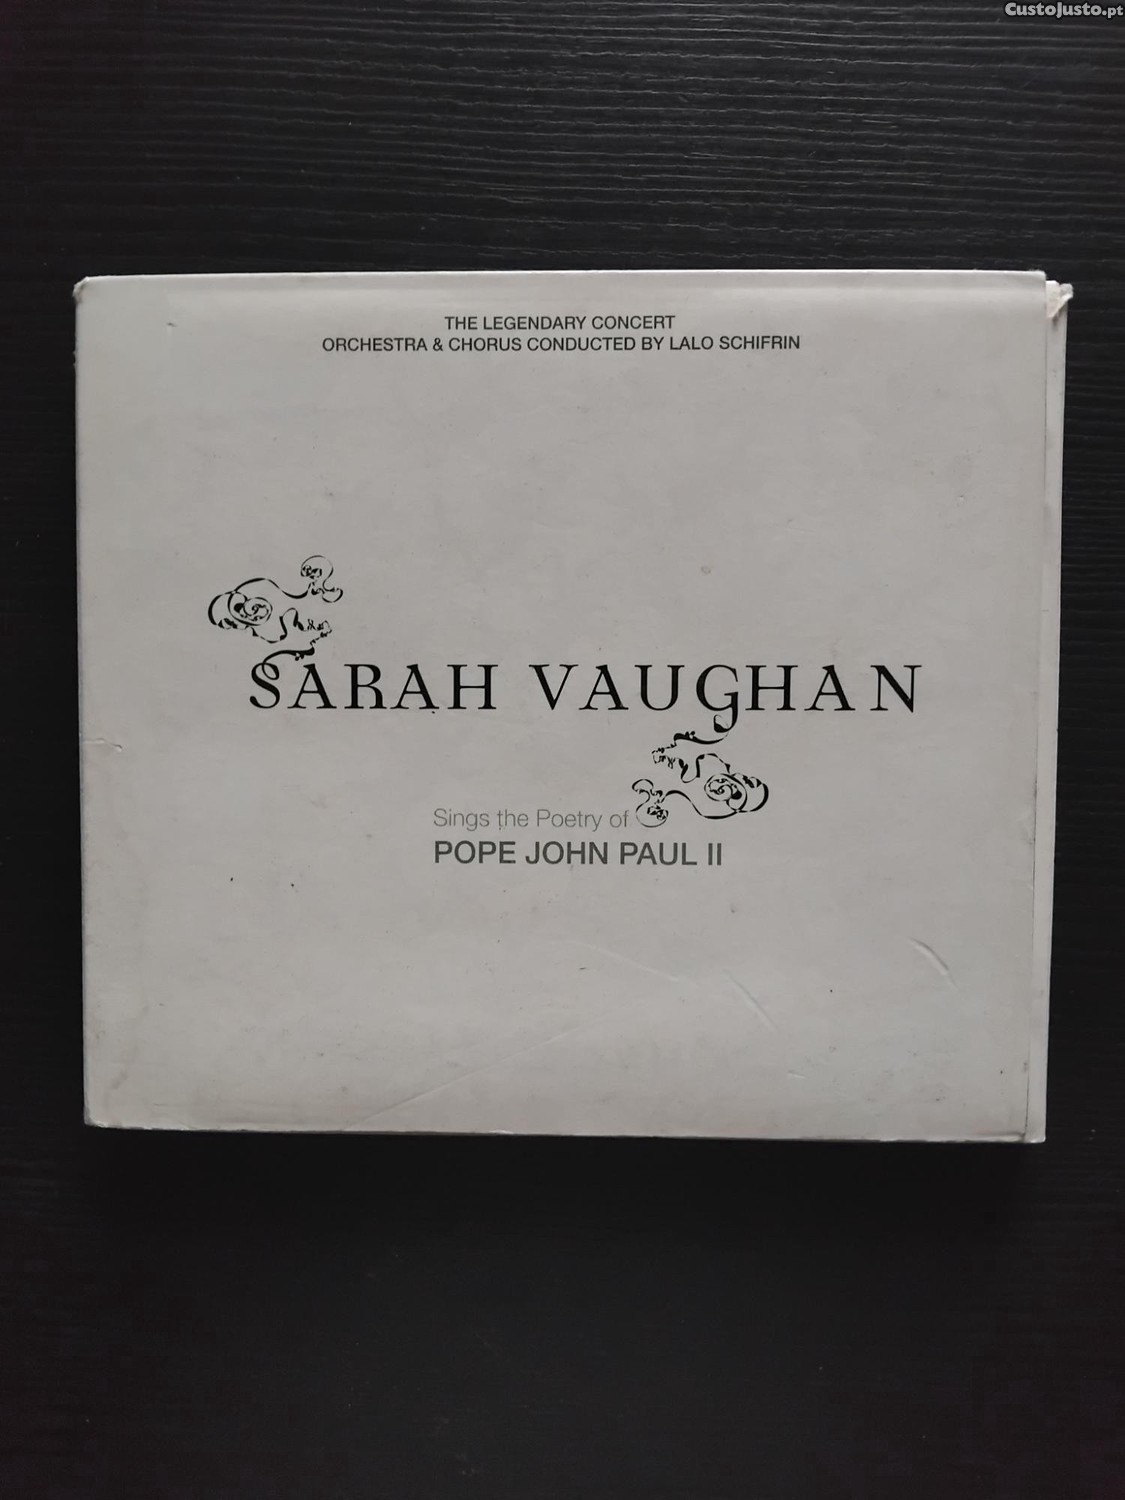 CustoJusto.pt
THE LEGENDARY CONCERT
ORCHESTRA & CHORUS CONDUCTED BY LALO SCHIFRIN
SARAH VAUGHAN
Sings the Poetry of
POPE JOHN PAUL II